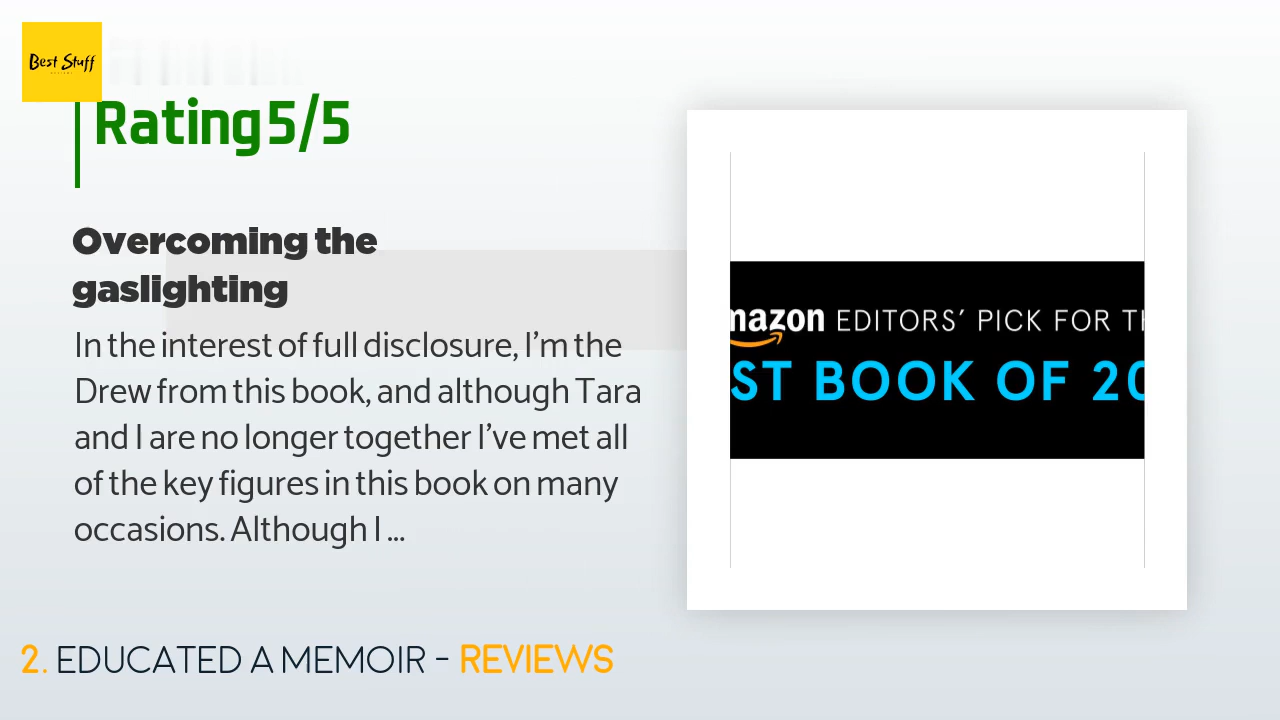 Best Stuff
Rating 5/5
Overcoming the
gaslighting
In the interest of full disclosure, I'm the
Drew from this book, and although Tara
and I are no longer together I've met all
of the key figures in this book on many
occasions. Although I ...
mazon EDITORS' PICK FOR TH
ST BOOK OF 20
2. EDUCATED A MEMOIR - REVIEWS